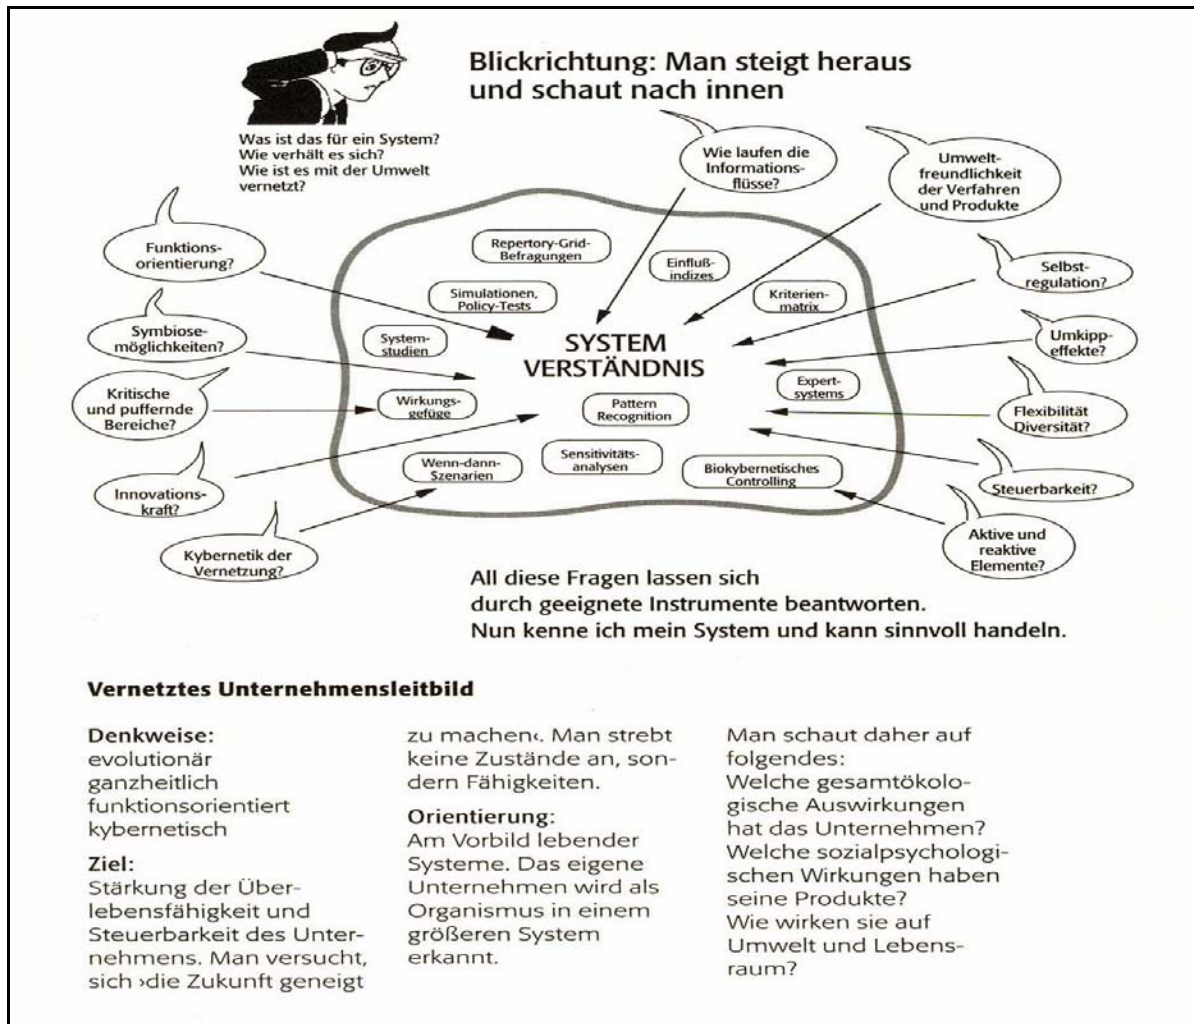 Blickrichtung: Man steigt heraus
und schaut nach innen
Was ist das für ein System?
Wie verhält es sich?
Wie ist es mit der Umwelt
vernetzt?
Wie laufen die
Informations-
flüsse?
Umwelt-
freundlichkeit
der Verfahren
und Produkte
Funktions-
orientierung?
Symbiose-
möglichkeiten?
Kritische
und puffernde
Bereiche?
Innovations-
kraft?
Kybernetik der
Vernetzung?
Selbst-
regulation?
Umkipp-
effekte?
Flexibilität
Diversität?
Steuerbarkeit?
Aktive und
reaktive
Elemente?
Repertory-Grid-
Befragungen
Einfluß-
indizes
Simulationen,
Policy-Tests
Kriterien-
matrix
System-
studien
SYSTEM
VERSTÄNDNIS
Wirkungs-
gefüge
Pattern
Recognition
Expert-
systems
Wenn-dann-
Szenarien
Sensitivitäts-
analysen
Biokybernetisches
Controlling
All diese Fragen lassen sich
durch geeignete Instrumente beantworten.
Nun kenne ich mein System und kann sinnvoll handeln.
Vernetztes Unternehmensleitbild
Denkweise:
evolutionär
ganzheitlich
funktionsorientiert
kybernetisch
Ziel:
Stärkung der Über-
lebensfähigkeit und
Steuerbarkeit des Unter-
nehmens. Man versucht,
sich ›die Zukunft geneigt
zu machen‹. Man strebt
keine Zustände an, son-
dern Fähigkeiten.
Orientierung:
Am Vorbild lebender
Systeme. Das eigene
Unternehmen wird als
Organismus in einem
größeren System
erkannt.
Man schaut daher auf
folgendes:
Welche gesamtökolo-
gische Auswirkungen
hat das Unternehmen?
Welche sozialpsychologi-
schen Wirkungen haben
seine Produkte?
Wie wirken sie auf
Umwelt und Lebens-
raum?